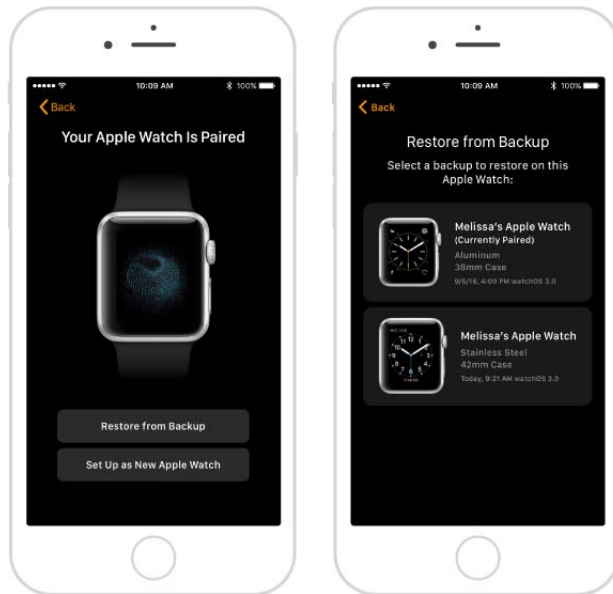 10:09 AM
100%
Back
Your Apple Watch Is Paired
Restore from Backup
Set Up as New Apple Watch
10:09 AM
100%
Back
Restore from Backup
Select a backup to restore on this
Apple Watch:
Melissa's Apple Watch
(Currently Paired)
Aluminum
38mm Case
9/5/16, 4:09 PM watchOS 3.0
Melissa's Apple Watch
Stainless Steel
42mm Case
Today, 9:21 AM watchOS 3.0